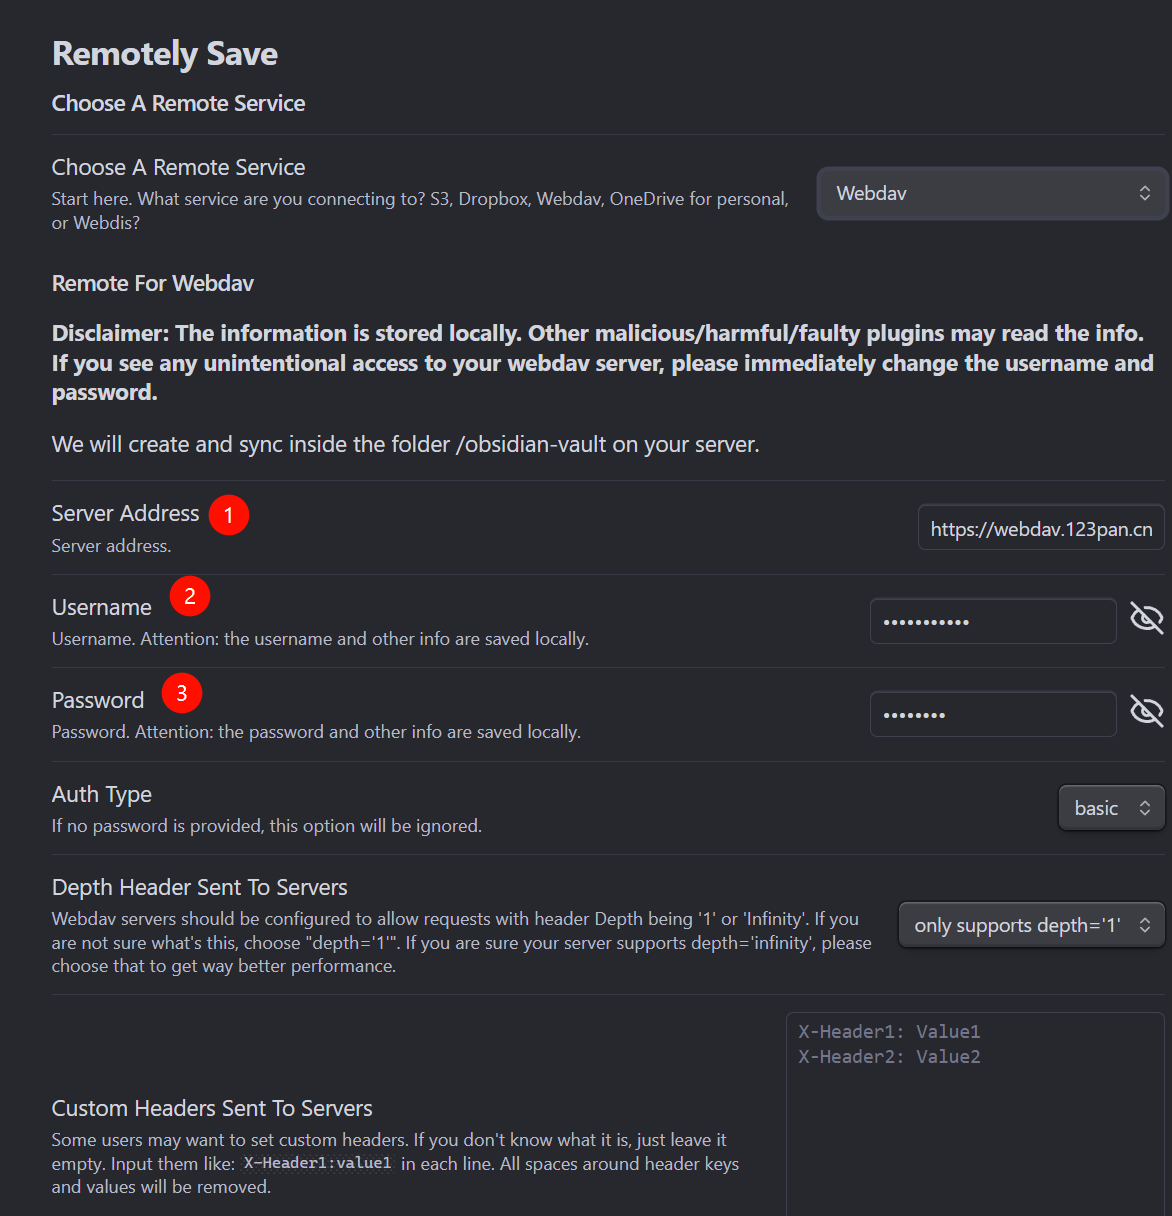 Remotely Save
Choose A Remote Service
Choose A Remote Service
Start here. What service are you connecting to? S3, Dropbox, Webdav, OneDrive for personal,
or Webdis?
Webdav
Remote For Webdav
Disclaimer: The information is stored locally. Other malicious/harmful/faulty plugins may read the info.
If you see any unintentional access to your webdav server, please immediately change the username and
password.
We will create and sync inside the folder /obsidian-vault on your server.
Server Address 1
Server address.
https://webdav.123pan.cn
Username 2
Username. Attention: the username and other info are saved locally.
•••••••••••
Password 3
Password. Attention: the password and other info are saved locally.
••••••••
Auth Type
If no password is provided, this option will be ignored.
basic
Depth Header Sent To Servers
Webdav servers should be configured to allow requests with header Depth being '1' or 'Infinity'. If you
are not sure what's this, choose "depth='1'". If you are sure your server supports depth='infinity', please
choose that to get way better performance.
only supports depth='1'
Custom Headers Sent To Servers
Some users may want to set custom headers. If you don't know what it is, just leave it
empty. Input them like: X-Header1:value1 in each line. All spaces around header keys
and values will be removed.
X-Header1: Value1
X-Header2: Value2